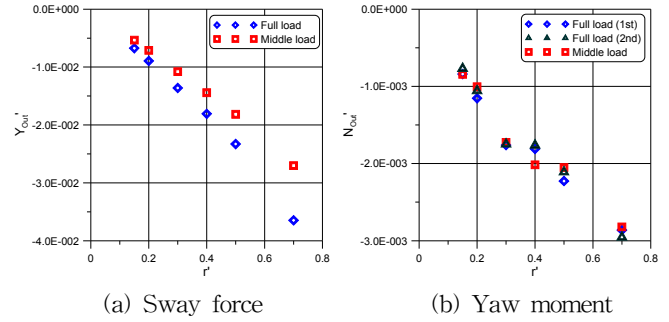 0.0E+000
-1.0E-002
-2.0E-002
-3.0E-002
-4.0E-002
Y_Out'
0 0.2 0.4 0.6 0.8
r'
Full load
Middle load
(a) Sway force
0.0E+000
-1.0E-003
-2.0E-003
-3.0E-003
N_Out'
0 0.2 0.4 0.6 0.8
r'
Full load (1st)
Full load (2nd)
Middle load
(b) Yaw moment